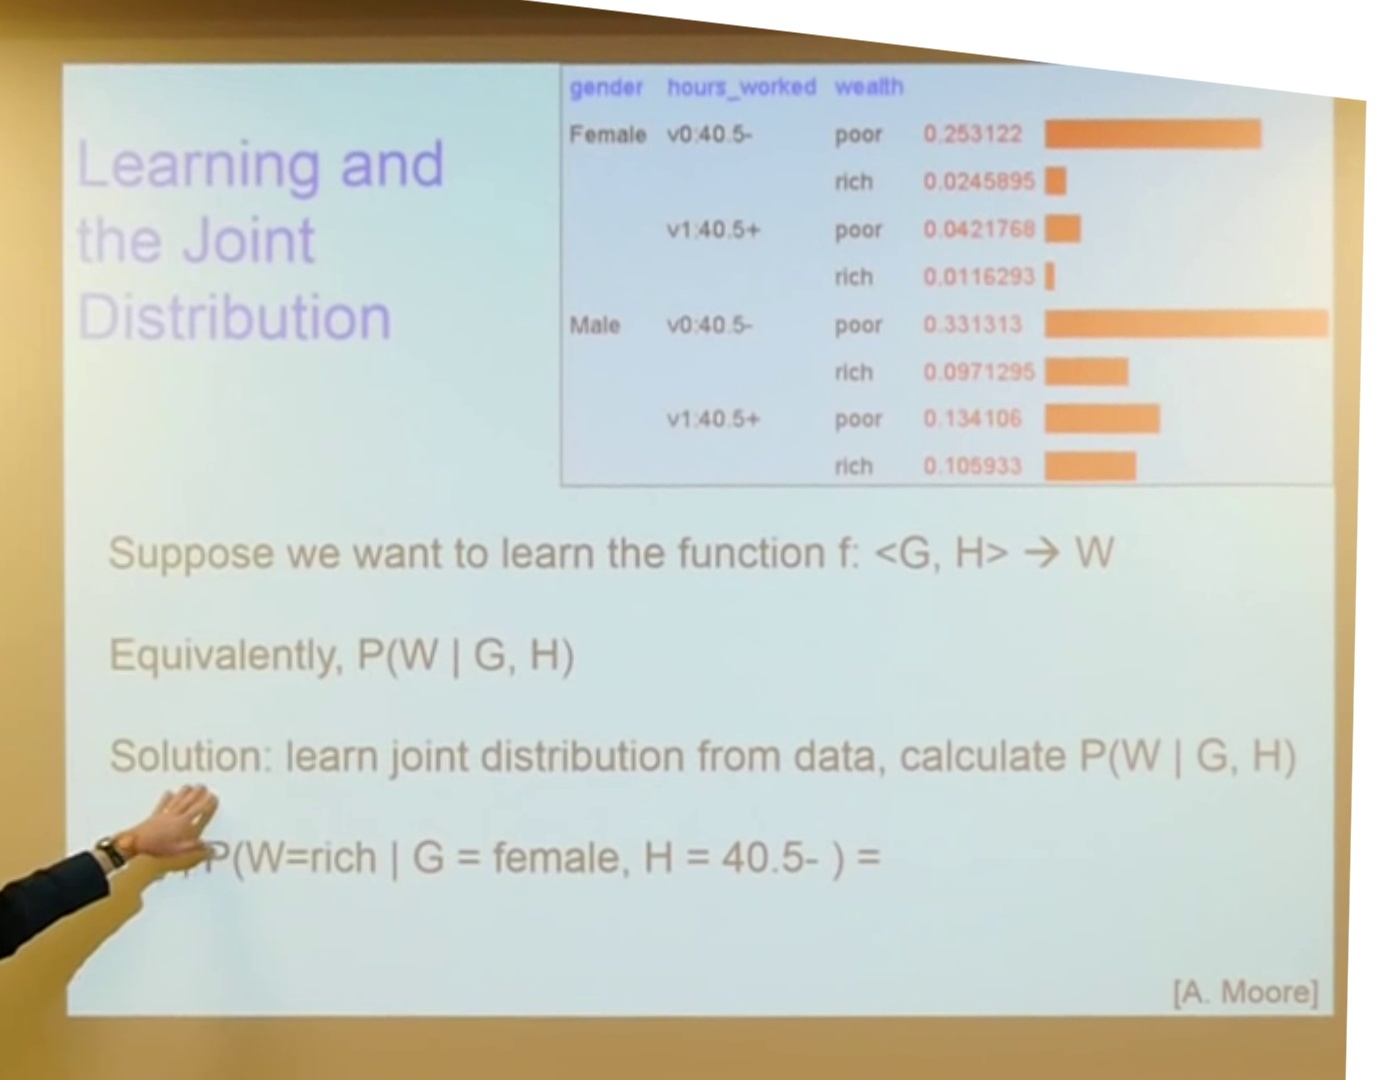 Learning and
the Joint
Distribution
gender hours_worked wealth
Female v0:40.5- poor 0.253122
rich 0.0245895
v1:40.5+ poor 0.0421768
rich 0.0116293
Male v0:40.5- poor 0.331313
rich 0.0971295
v1:40.5+ poor 0.134106
rich 0.105933
Suppose we want to learn the function f: <G, H> → W
Equivalently, P(W | G, H)
Solution: learn joint distribution from data, calculate P(W | G, H)
P(W=rich | G = female, H = 40.5- ) =
[A. Moore]